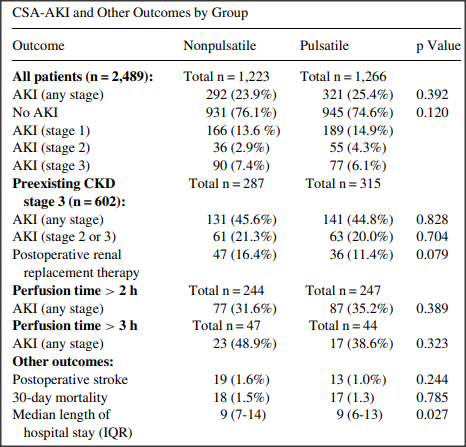 CSA-AKI and Other Outcomes by Group
Outcome Nonpulsatile Pulsatile p Value
All patients (n = 2,489): Total n = 1,223 Total n = 1,266
AKI (any stage) 292 (23.9%) 321 (25.4%) 0.392
No AKI 931 (76.1%) 945 (74.6%) 0.120
AKI (stage 1) 166 (13.6 %) 189 (14.9%)
AKI (stage 2) 36 (2.9%) 55 (4.3%)
AKI (stage 3) 90 (7.4%) 77 (6.1%)
Preexisting CKD Total n = 287 Total n = 315
stage 3 (n = 602):
AKI (any stage) 131 (45.6%) 141 (44.8%) 0.828
AKI (stage 2 or 3) 61 (21.3%) 63 (20.0%) 0.704
Postoperative renal 47 (16.4%) 36 (11.4%) 0.079
replacement therapy
Perfusion time > 2 h Total n = 244 Total n = 247
AKI (any stage) 77 (31.6%) 87 (35.2%) 0.389
Perfusion time > 3 h Total n = 47 Total n = 44
AKI (any stage) 23 (48.9%) 17 (38.6%) 0.323
Other outcomes:
Postoperative stroke 19 (1.6%) 13 (1.0%) 0.244
30-day mortality 18 (1.5%) 17 (1.3) 0.785
Median length of 9 (7-14) 9 (6-13) 0.027
hospital stay (IQR)